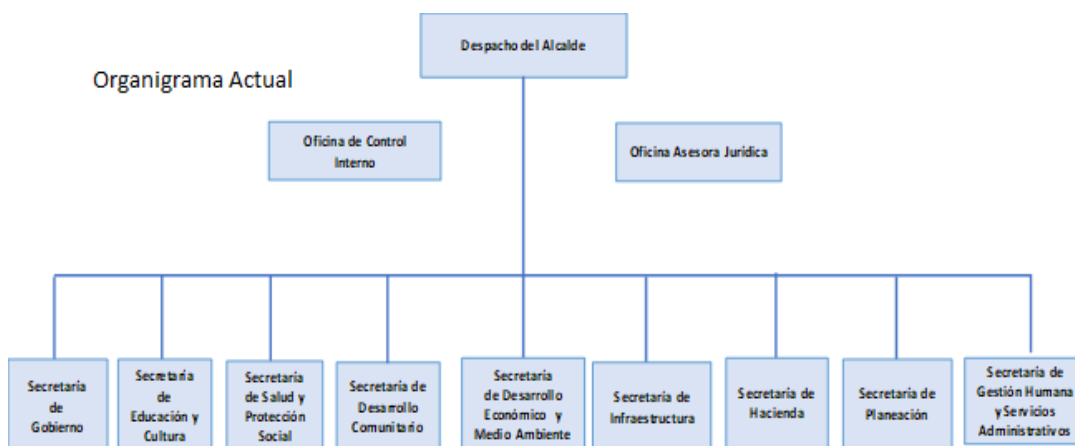 Despacho del Alcalde
Organigrama Actual
Oficina de Control
Interno
Oficina Asesora Jurídica
Secretaría
de
Gobierno
Secretaría
de
Educación y
Cultura
Secretaría
de Salud y
Protección
Social
Secretaría de
Desarrollo
Comunitario
Secretaría
de Desarrollo
Económico y
Medio Ambiente
Secretaría de
Infraestructura
Secretaría
de Hacienda
Secretaría
de Planeación
Secretaría de
Gestión Humana
y Servicios
Administrativos